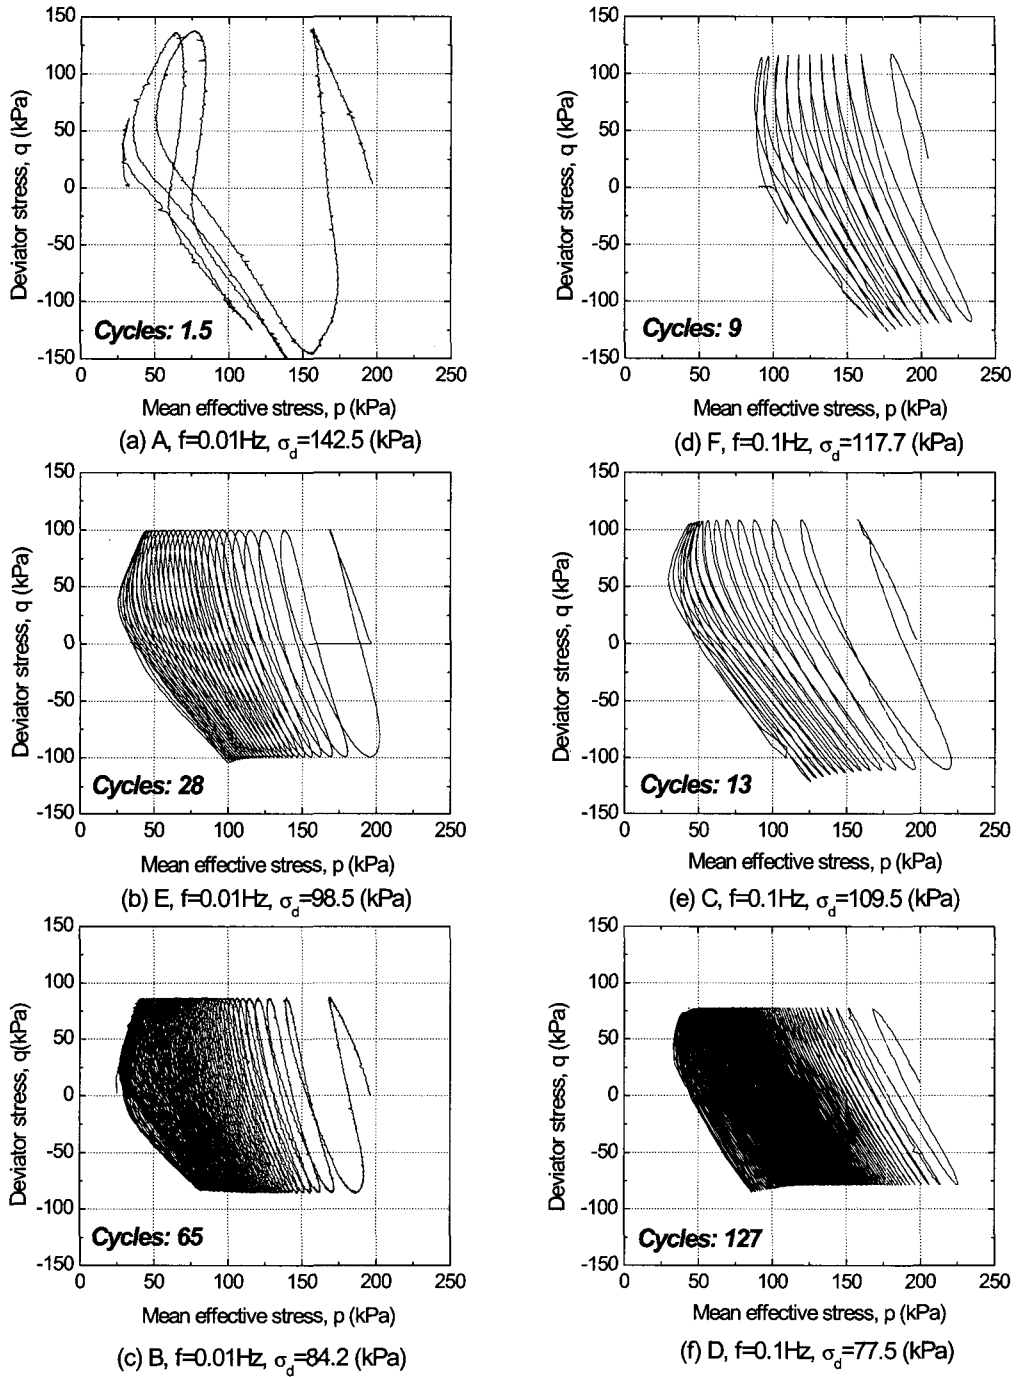 150
100
50
0
-50
-100
-150
Deviator stress, q (kPa)
Cycles: 1.5
0 50 100 150 200 250
Mean effective stress, p (kPa)
(a) A, f=0.01Hz, σd=142.5 (kPa)
150
100
50
0
-50
-100
-150
Deviator stress, q (kPa)
Cycles: 9
0 50 100 150 200 250
Mean effective stress, p (kPa)
(d) F, f=0.1Hz, σd=117.7 (kPa)
150
100
50
0
-50
-100
-150
Deviator stress, q (kPa)
Cycles: 28
0 50 100 150 200 250
Mean effective stress, p (kPa)
(b) E, f=0.01Hz, σd=98.5 (kPa)
150
100
50
0
-50
-100
-150
Deviator stress, q (kPa)
Cycles: 13
0 50 100 150 200 250
Mean effective stress, p (kPa)
(e) C, f=0.1Hz, σd=109.5 (kPa)
150
100
50
0
-50
-100
-150
Deviator stress, q(kPa)
Cycles: 65
0 50 100 150 200 250
Mean effective stress, p (kPa)
(c) B, f=0.01Hz, σd=84.2 (kPa)
150
100
50
0
-50
-100
-150
Deviator stress, q (kPa)
Cycles: 127
0 50 100 150 200 250
Mean effective stress, p (kPa)
(f) D, f=0.1Hz, σd=77.5 (kPa)